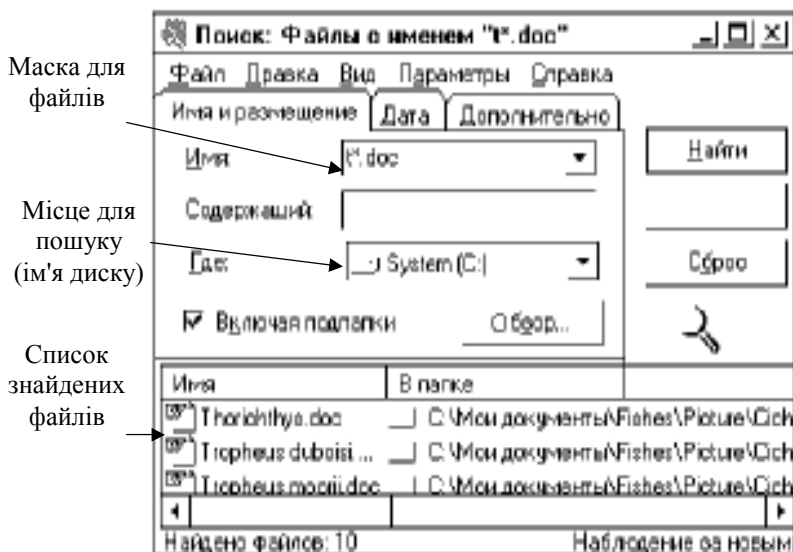 Поиск: Файлы с именем "t*.doc"
Файл Правка Вид Параметры Справка
Имя и размещение Дата Дополнительно
Маска для
файлів
Имя: t*.doc
Найти
Содержащий:
Місце для
пошуку
(ім'я диску)
Где: System (C:)
Сброс
Включая подпапки
Обзор...
Список
знайдених
файлів
Имя В папке
Thorichthys.doc C:\Мои документы\Fishes\Picture\Cich
Tropheus duboisi ... C:\Мои документы\Fishes\Picture\Cich
Tropheus moorii.doc C:\Мои документы\Fishes\Picture\Cich
Найдено файлов: 10 Наблюдение за новым